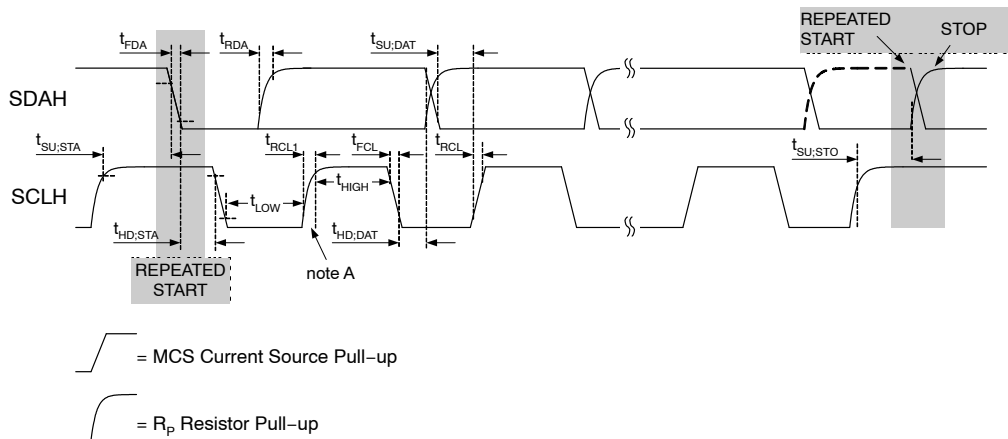 REPEATED
START
STOP
tFDA
tRDA
tSU;DAT
SDAH
tSU;STA
tRCL1
tFCL
tRCL
tSU;STO
SCLH
tHIGH
tLOW
tHD;STA
tHD;DAT
note A
REPEATED
START
= MCS Current Source Pull−up
= RP Resistor Pull−up